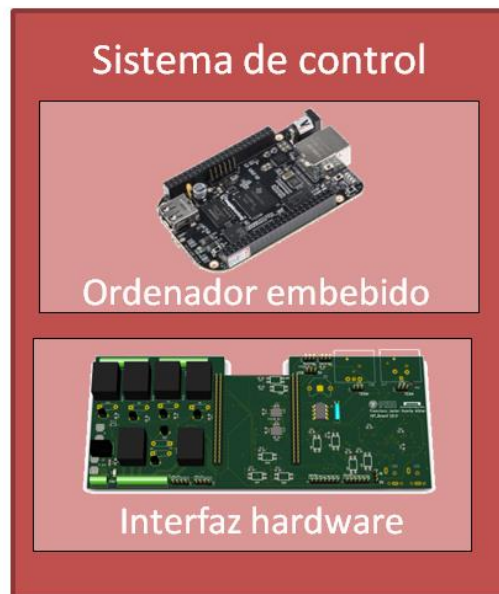 Sistema de control
Ordenador embebido
Interfaz hardware